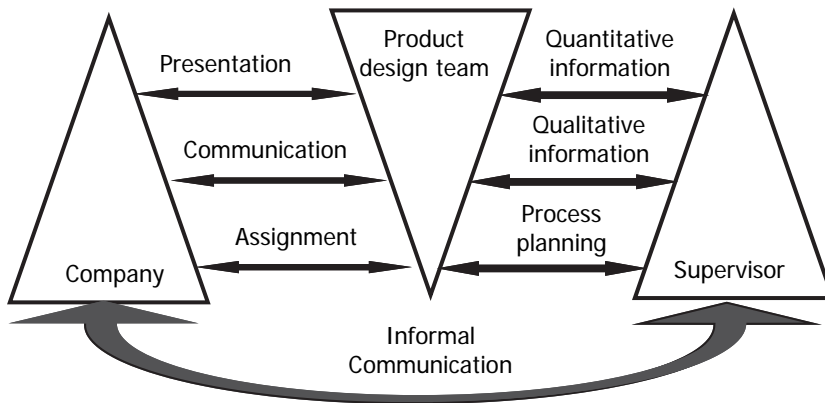 Product
design team
Quantitative
information
Presentation
Qualitative
information
Communication
Process
planning
Assignment
Company
Supervisor
Informal
Communication